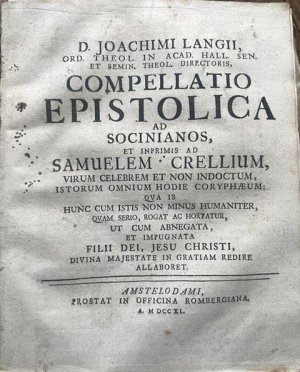 D. JOACHIMI LANGII,
ORD. THEOL. IN ACAD. HALL. SEN.
ET SEMIN. THEOL. DIRECTORIS,
COMPELLATIO
EPISTOLICA
AD
SOCINIANOS,
ET INPRIMIS AD
SAMUELEM CRELLIUM,
VIRUM CELEBREM ET NON INDOCTUM,
ISTORUM OMNIUM HODIE CORYPHÆUM:
QVA IS
HUNC CUM ISTIS NON MINUS HUMANITER,
QVAM SERIO, ROGAT AC HORTATUR,
UT CUM ABNEGATA,
ET IMPUGNATA
FILII DEI, JESU CHRISTI,
DIVINA MAJESTATE IN GRATIAM REDIRE
ALLABORET.
AMSTELODAMI,
PROSTAT IN OFFICINA ROMBERGIANA.
A. MDCCXL.